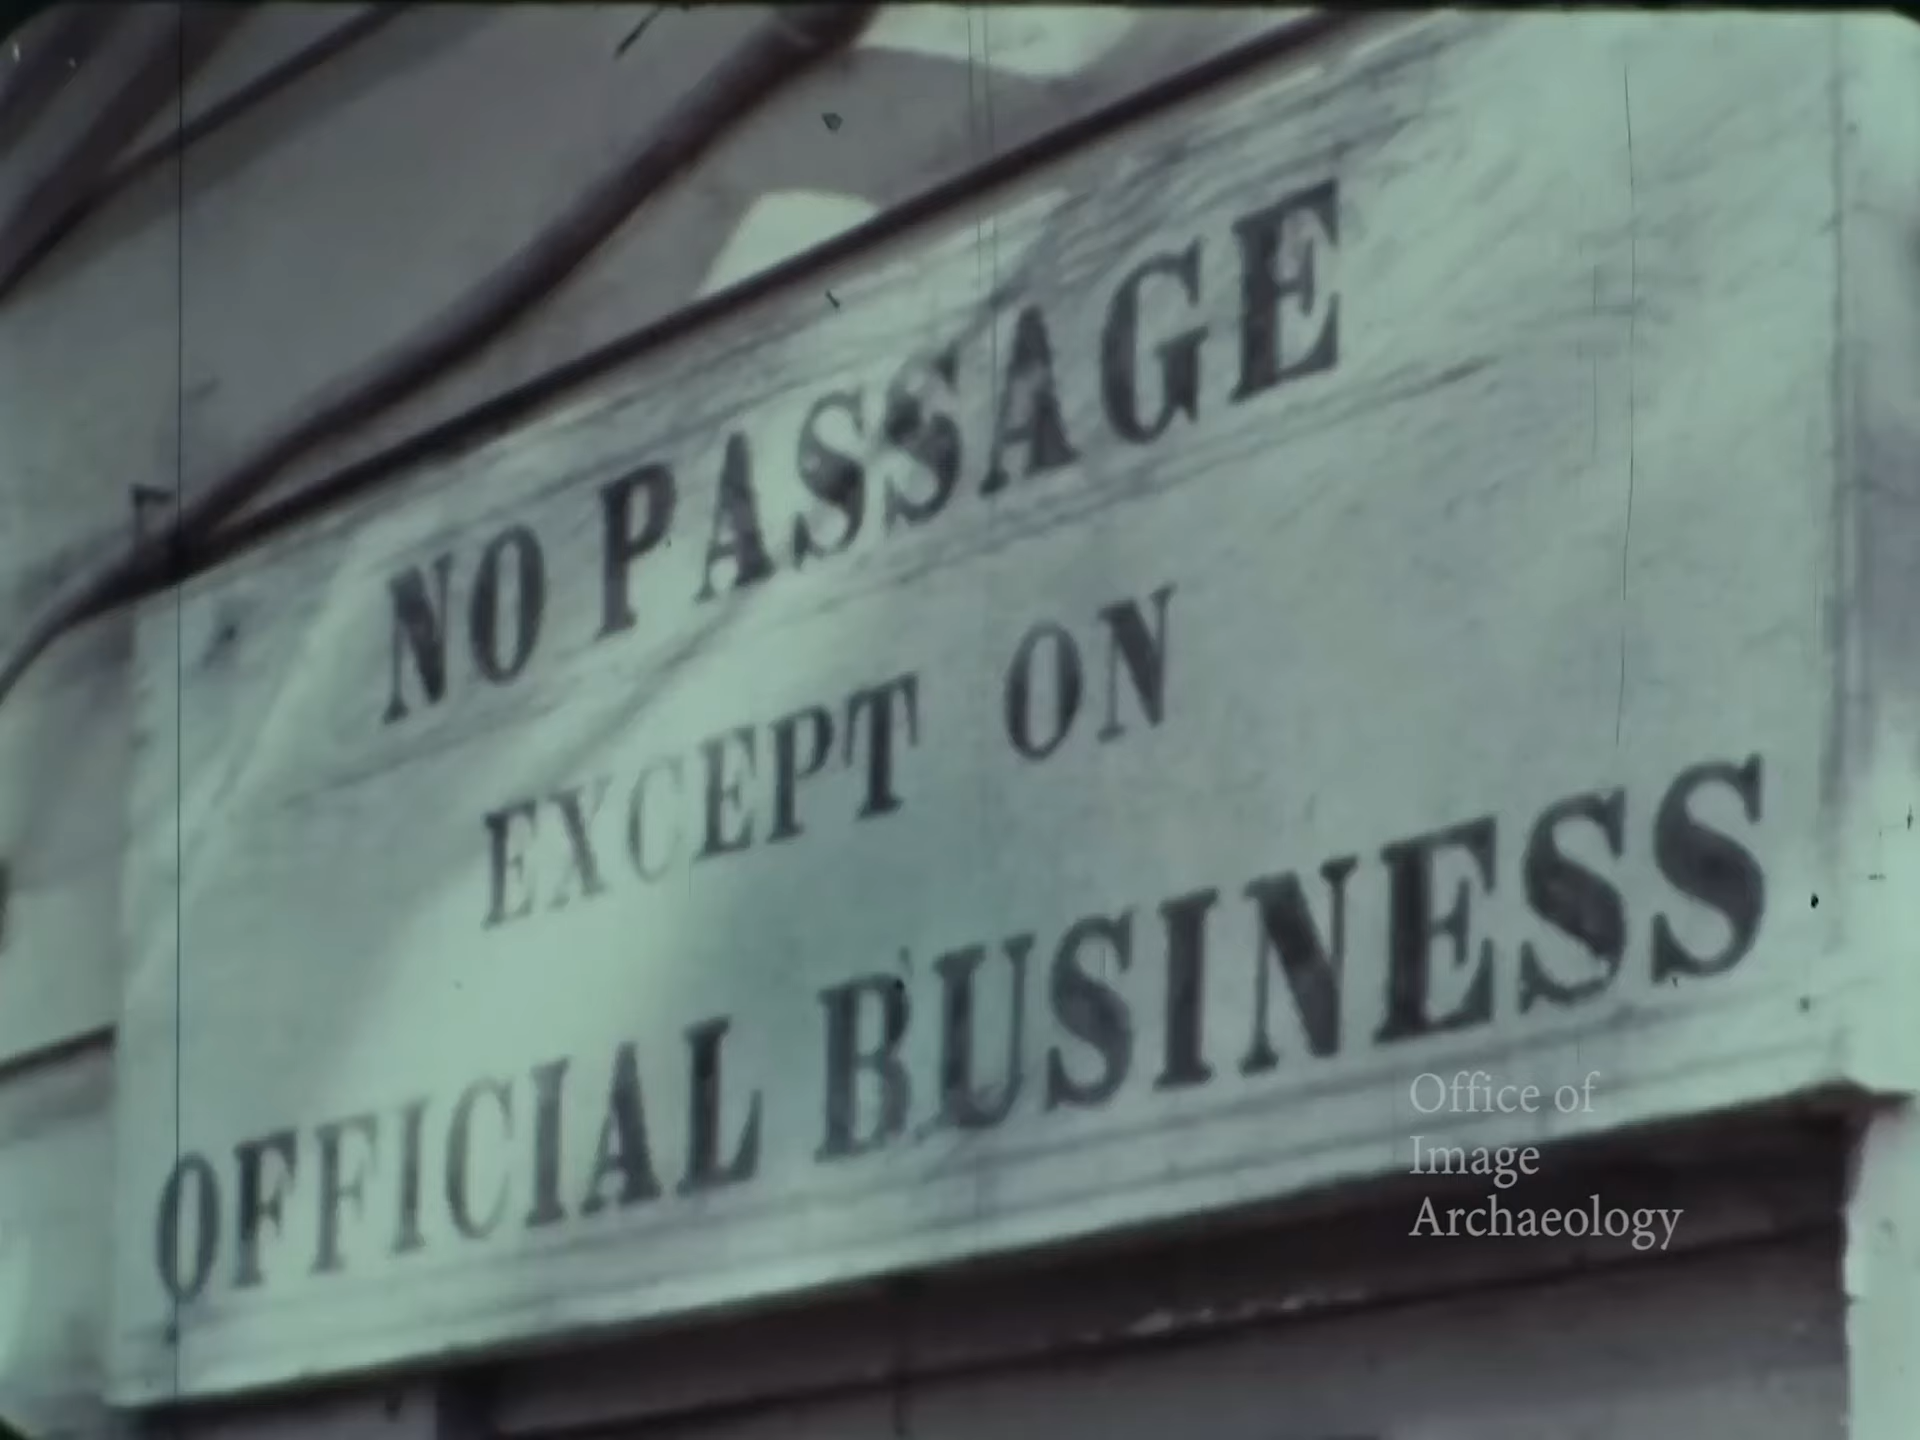 NO PASSAGE
EXCEPT ON
OFFICIAL BUSINESS
Office of
Image
Archaeology